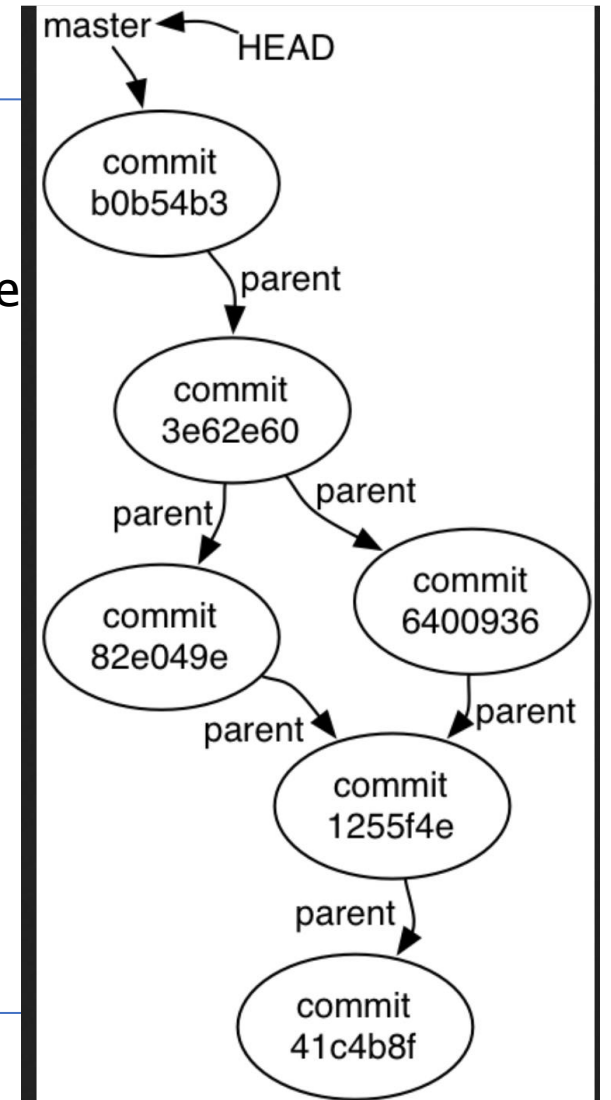 master
HEAD
commit
b0b54b3
parent
e
commit
3e62e60
parent
parent
commit
6400936
commit
82e049e
parent
parent
commit
1255f4e
parent
commit
41c4b8f